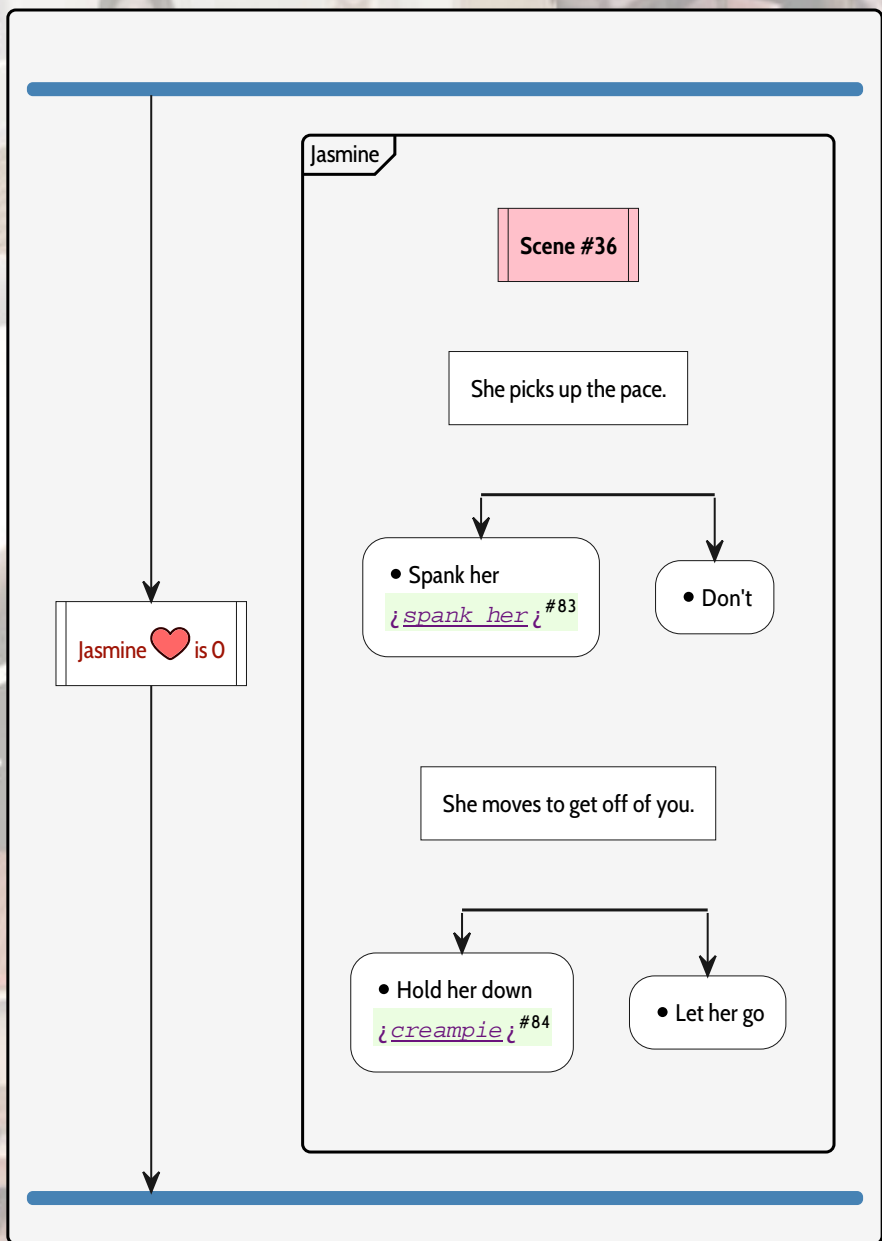 Jasmine
Scene #36
She picks up the pace.
• Spank her
¿spank her¿#83
• Don't
Jasmine ❤ is 0
She moves to get off of you.
• Hold her down
¿creampie¿#84
• Let her go